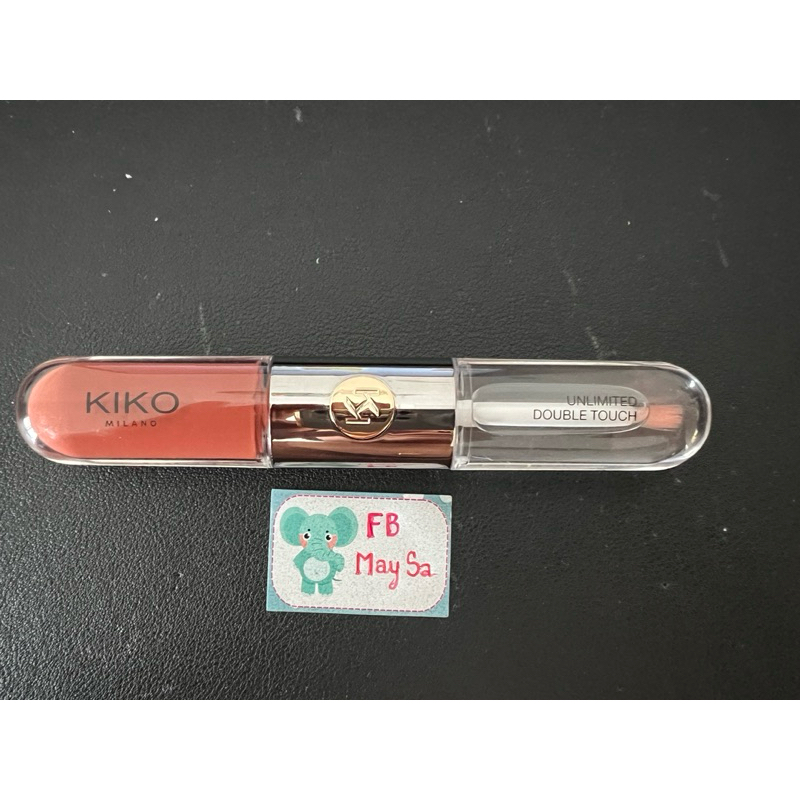 KIKO
MILANO
UNLIMITED
DOUBLE TOUCH
FB
May Sa